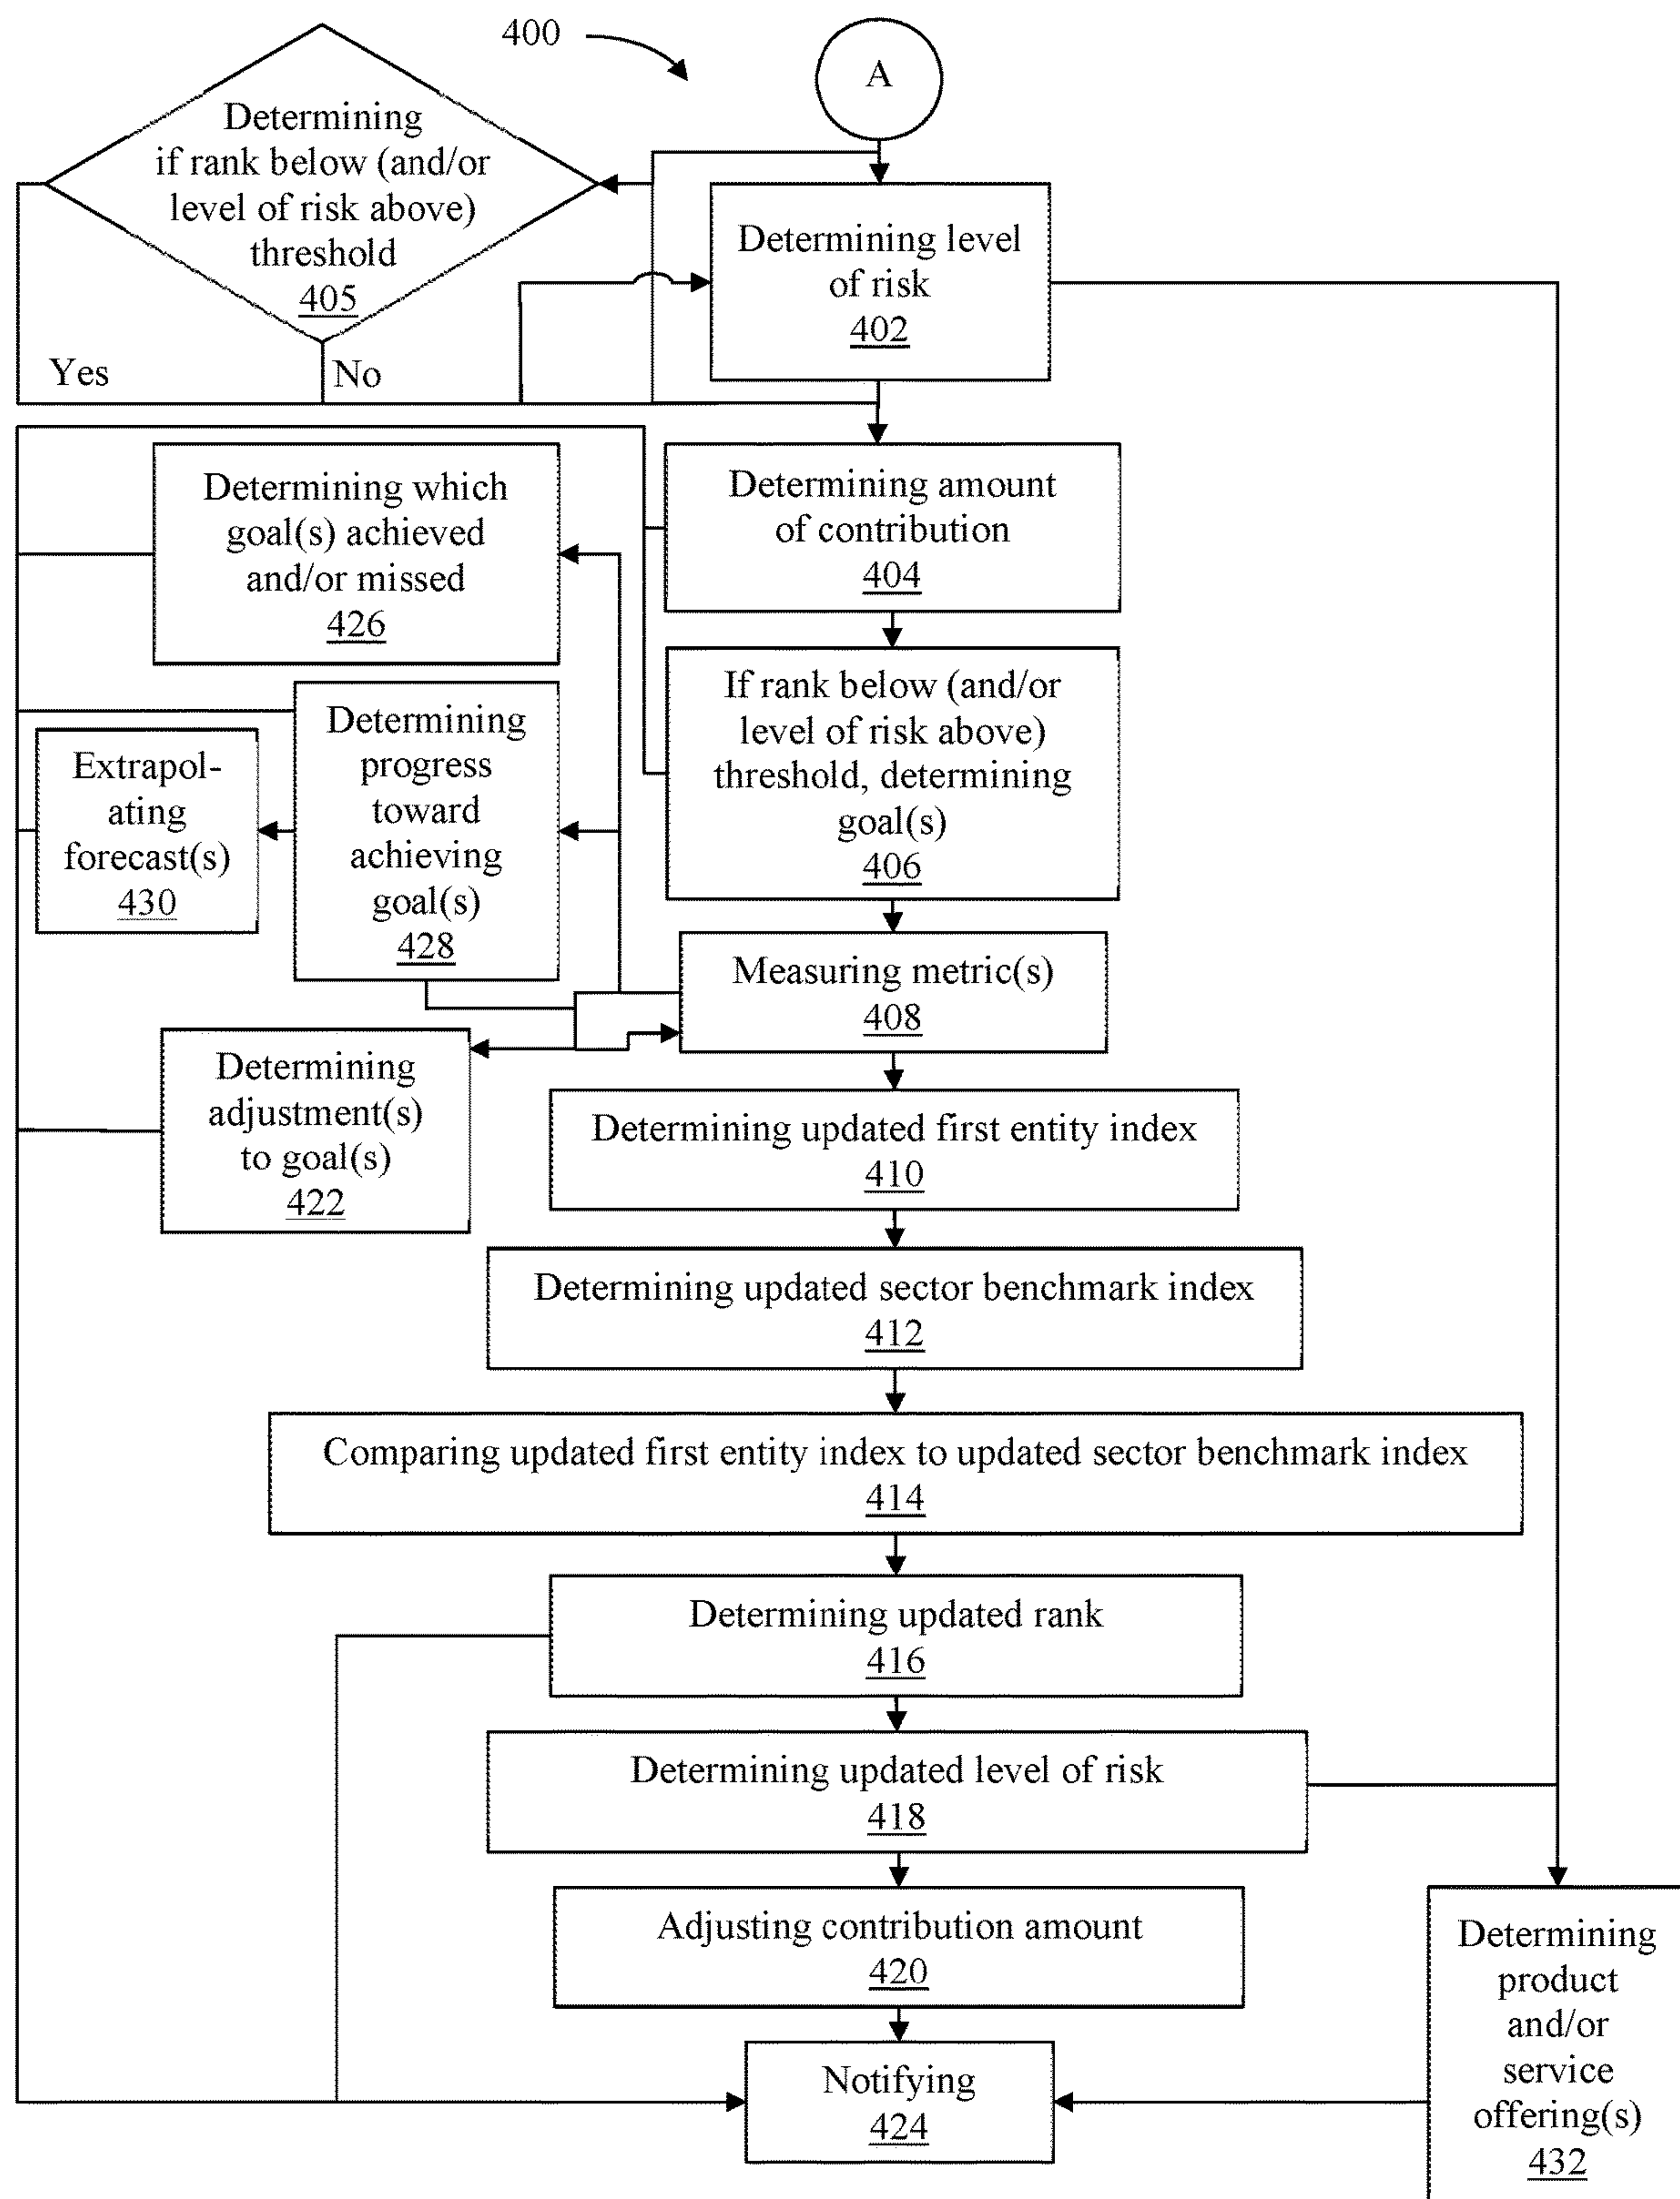 400
A
Determining
if rank below (and/or
level of risk above)
threshold
405
Yes
No
Determining level
of risk
402
Determining which
goal(s) achieved
and/or missed
426
Determining amount
of contribution
404
Extrapol-
ating
forecast(s)
430
Determining
progress
toward
achieving
goal(s)
428
If rank below (and/or
level of risk above)
threshold, determining
goal(s)
406
Measuring metric(s)
408
Determining
adjustment(s)
to goal(s)
422
Determining updated first entity index
410
Determining updated sector benchmark index
412
Comparing updated first entity index to updated sector benchmark index
414
Determining updated rank
416
Determining updated level of risk
418
Adjusting contribution amount
420
Notifying
424
Determining
product
and/or
service
offering(s)
432